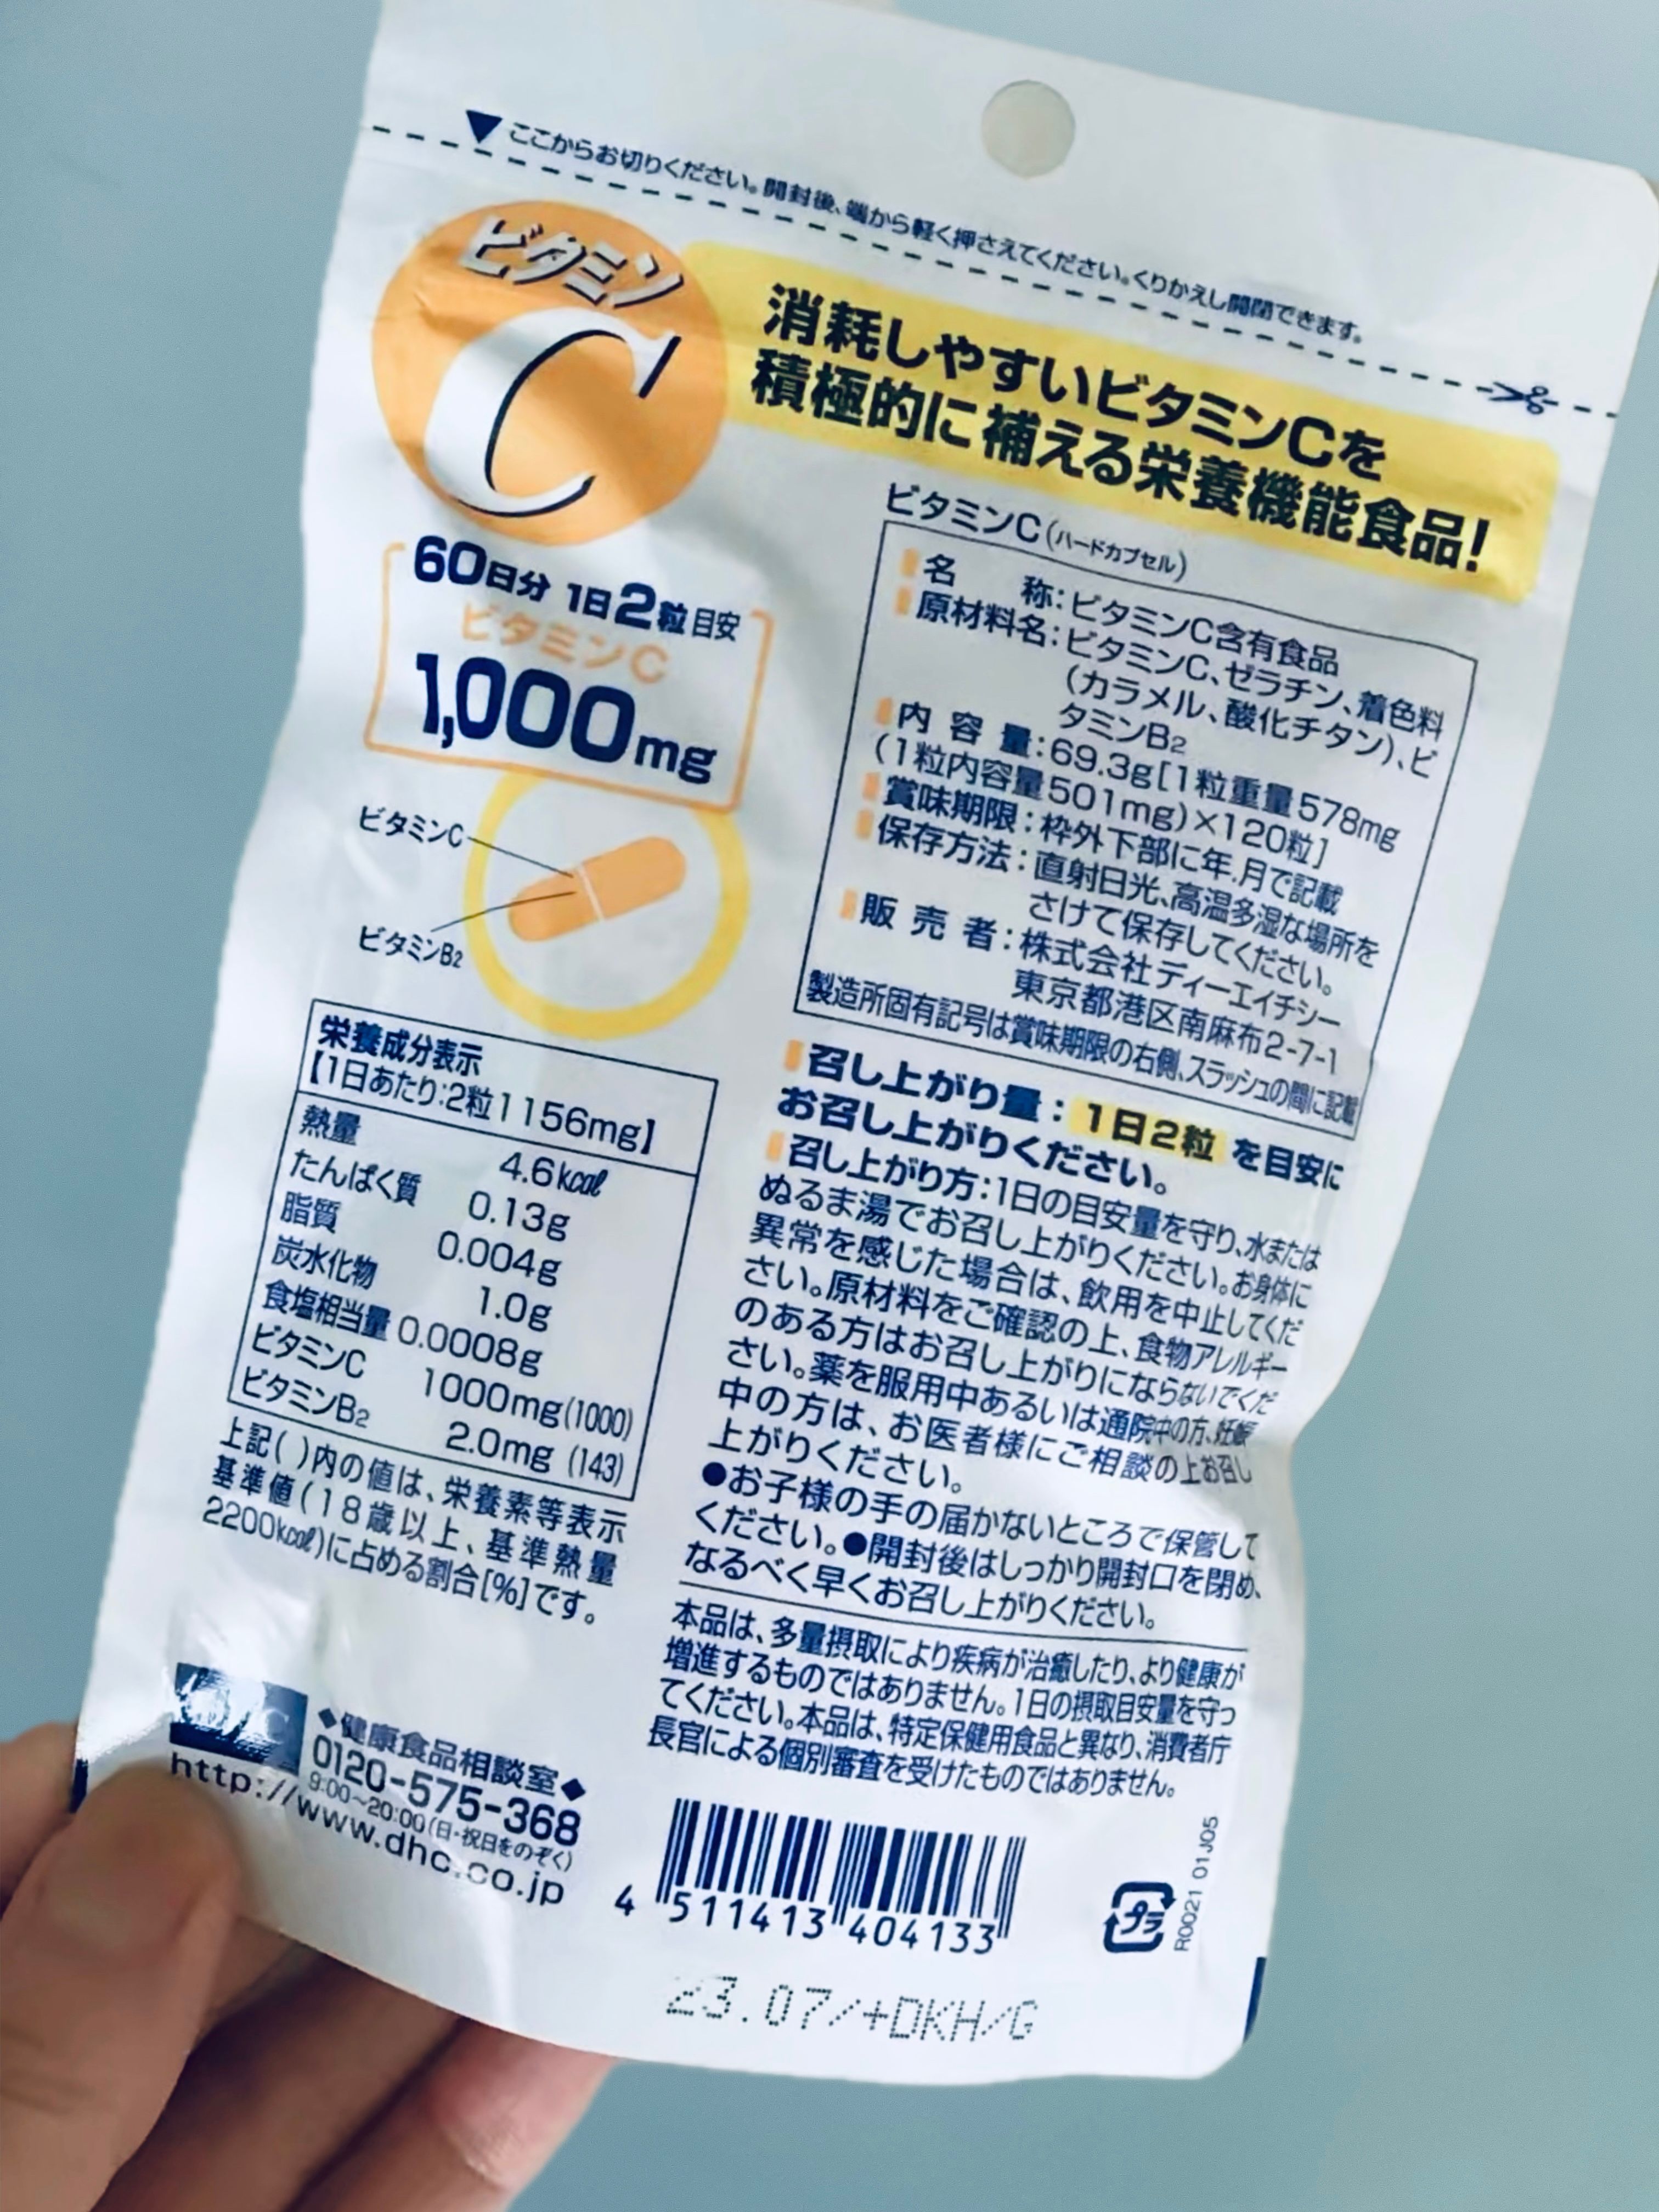 ここからお切りください。開封後、端から軽く押さえてください。くりかえし開閉できます。
ビタミン
C
消耗しやすいビタミンCを
積極的に補える栄養機能食品!
60日分 1日2粒目安
ビタミンC
1,000mg
ビタミンC
ビタミンB2
栄養成分表示
【1日あたり:2粒1156mg】
熱量 4.6kcal
たんぱく質 0.13g
脂質 0.004g
炭水化物 1.0g
食塩相当量 0.0008g
ビタミンC 1000mg(1000)
ビタミンB2 2.0mg (143)
上記( )内の値は、栄養素等表示
基準値(18歳以上、基準熱量
2200kcal)に占める割合[%]です。
ビタミンC(ハードカプセル)
名 称:ビタミンC含有食品
原材料名:ビタミンC、ゼラチン、着色料
(カラメル、酸化チタン)、ビ
タミンB2
内容量:69.3g[1粒重量578mg
(1粒内容量501mg)×120粒]
賞味期限:枠外下部に年.月で記載
保存方法:直射日光、高温多湿な場所を
さけて保存してください。
販売者:株式会社ディーエイチシー
東京都港区南麻布2-7-1
製造所固有記号は賞味期限の右側、スラッシュの間に記載
召し上がり量:1日2粒を目安に
お召し上がりください。
召し上がり方:1日の目安量を守り、水または
ぬるま湯でお召し上がりください。お身体に
異常を感じた場合は、飲用を中止してくだ
さい。原材料をご確認の上、食物アレルギー
のある方はお召し上がりにならないでくだ
さい。薬を服用中あるいは通院中の方、妊娠
中の方は、お医者様にご相談の上お召し
上がりください。
●お子様の手の届かないところで保管して
ください。●開封後はしっかり開封口を閉め、
なるべく早くお召し上がりください。
本品は、多量摂取により疾病が治癒したり、より健康が
増進するものではありません。1日の摂取目安量を守っ
てください。本品は、特定保健用食品と異なり、消費者庁
長官による個別審査を受けたものではありません。
◆健康食品相談室◆
0120-575-368
9:00~20:00(日・祝日をのぞく)
http://www.dhc.co.jp
4 511413 404133
プラ
R0021 01J05
23.07/+DKH/G